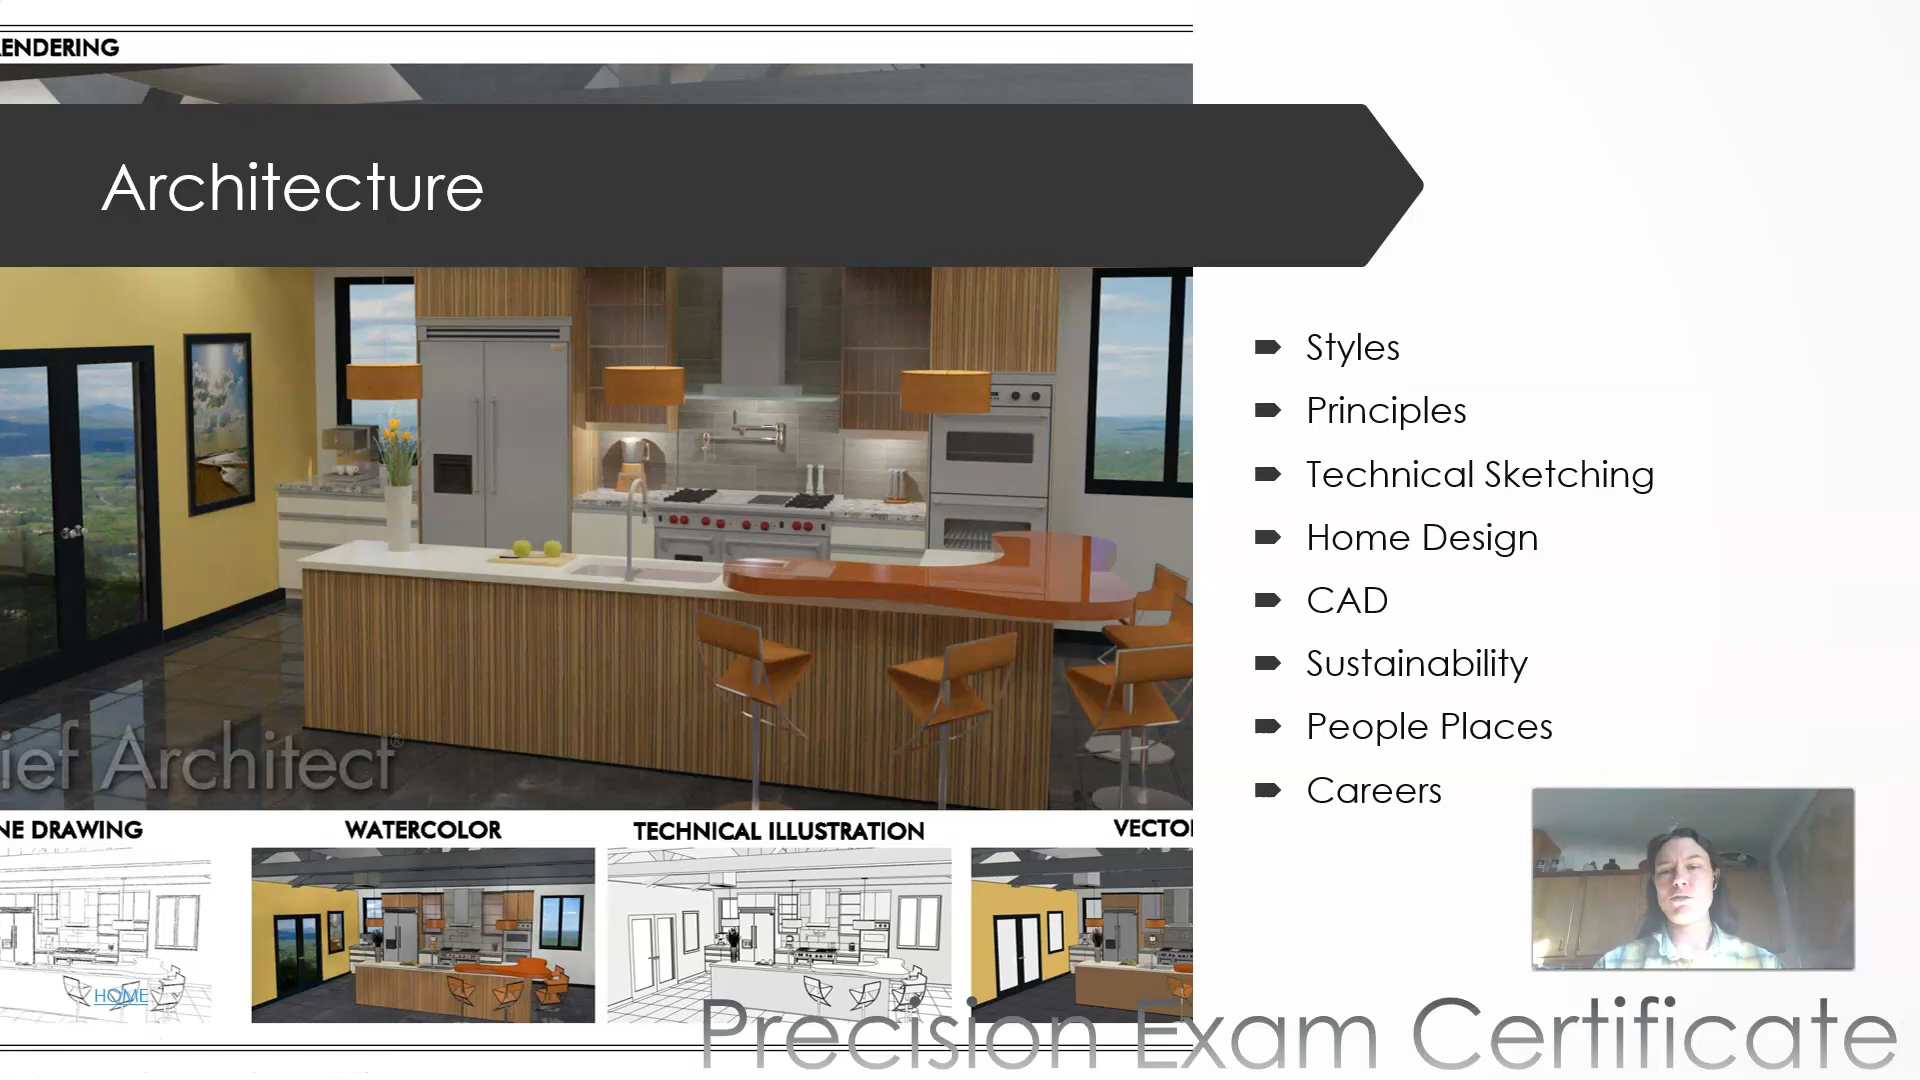 ENDERING
Architecture
Styles
Principles
Technical Sketching
Home Design
CAD
Sustainability
People Places
Careers
ief Architect®
NE DRAWING
WATERCOLOR
TECHNICAL ILLUSTRATION
VECTO
HOME
Precision Exam Certificate